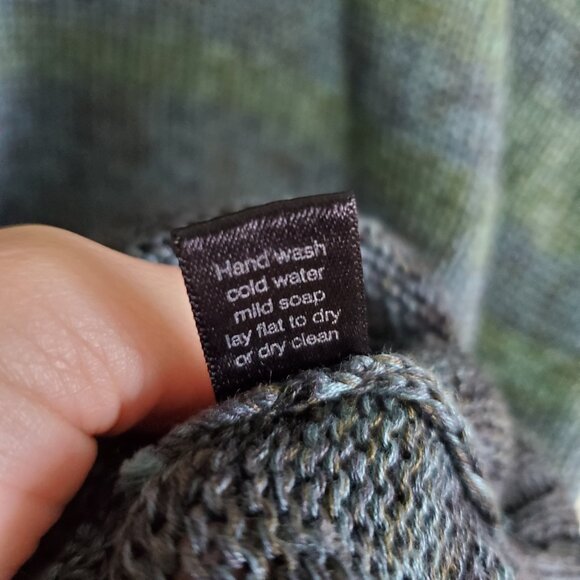 Hand wash
cold water
mild soap
lay flat to dry
or dry clean